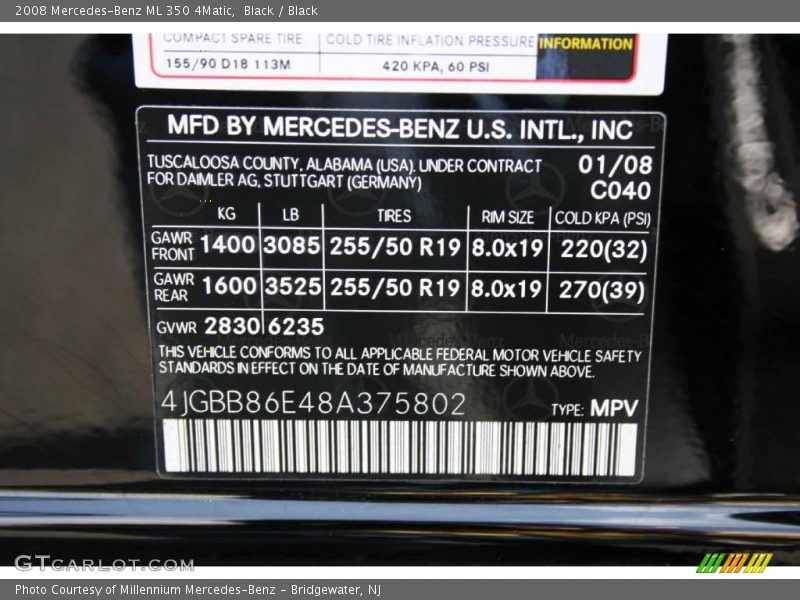 2008 Mercedes-Benz ML 350 4Matic, Black / Black
COMPACT SPARE TIRE COLD TIRE INFLATION PRESSURE INFORMATION
155/90 D18 113M 420 KPA, 60 PSI
MFD BY MERCEDES-BENZ U.S. INTL., INC
TUSCALOOSA COUNTY, ALABAMA (USA). UNDER CONTRACT 01/08
FOR DAIMLER AG, STUTTGART (GERMANY) C040
KG LB TIRES RIM SIZE COLD KPA (PSI)
GAWR FRONT 1400 3085 255/50 R19 8.0x19 220(32)
GAWR REAR 1600 3525 255/50 R19 8.0x19 270(39)
GVWR 2830 6235
THIS VEHICLE CONFORMS TO ALL APPLICABLE FEDERAL MOTOR VEHICLE SAFETY
STANDARDS IN EFFECT ON THE DATE OF MANUFACTURE SHOWN ABOVE.
4JGBB86E48A375802 TYPE: MPV
GTCARLOT.COM
Photo Courtesy of Millennium Mercedes-Benz - Bridgewater, NJ